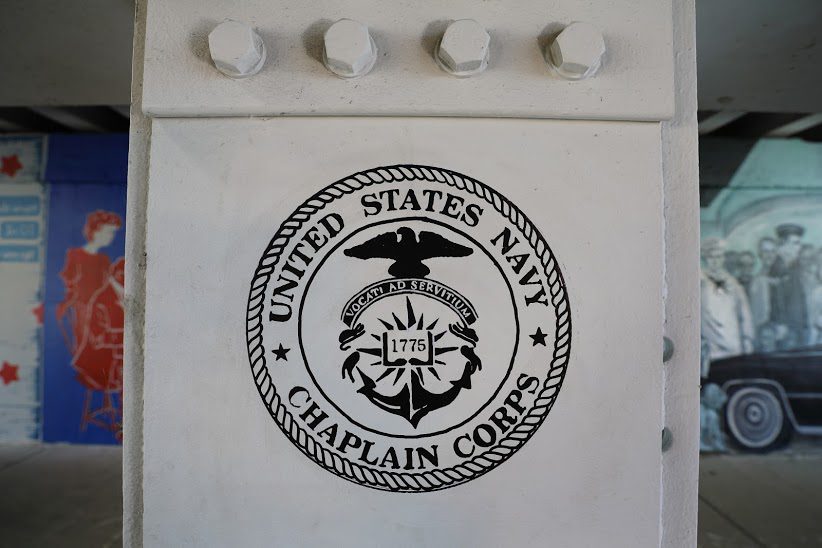 UNITED STATES NAVY
VOCATI AD SERVITIUM
1775
CHAPLAIN CORPS